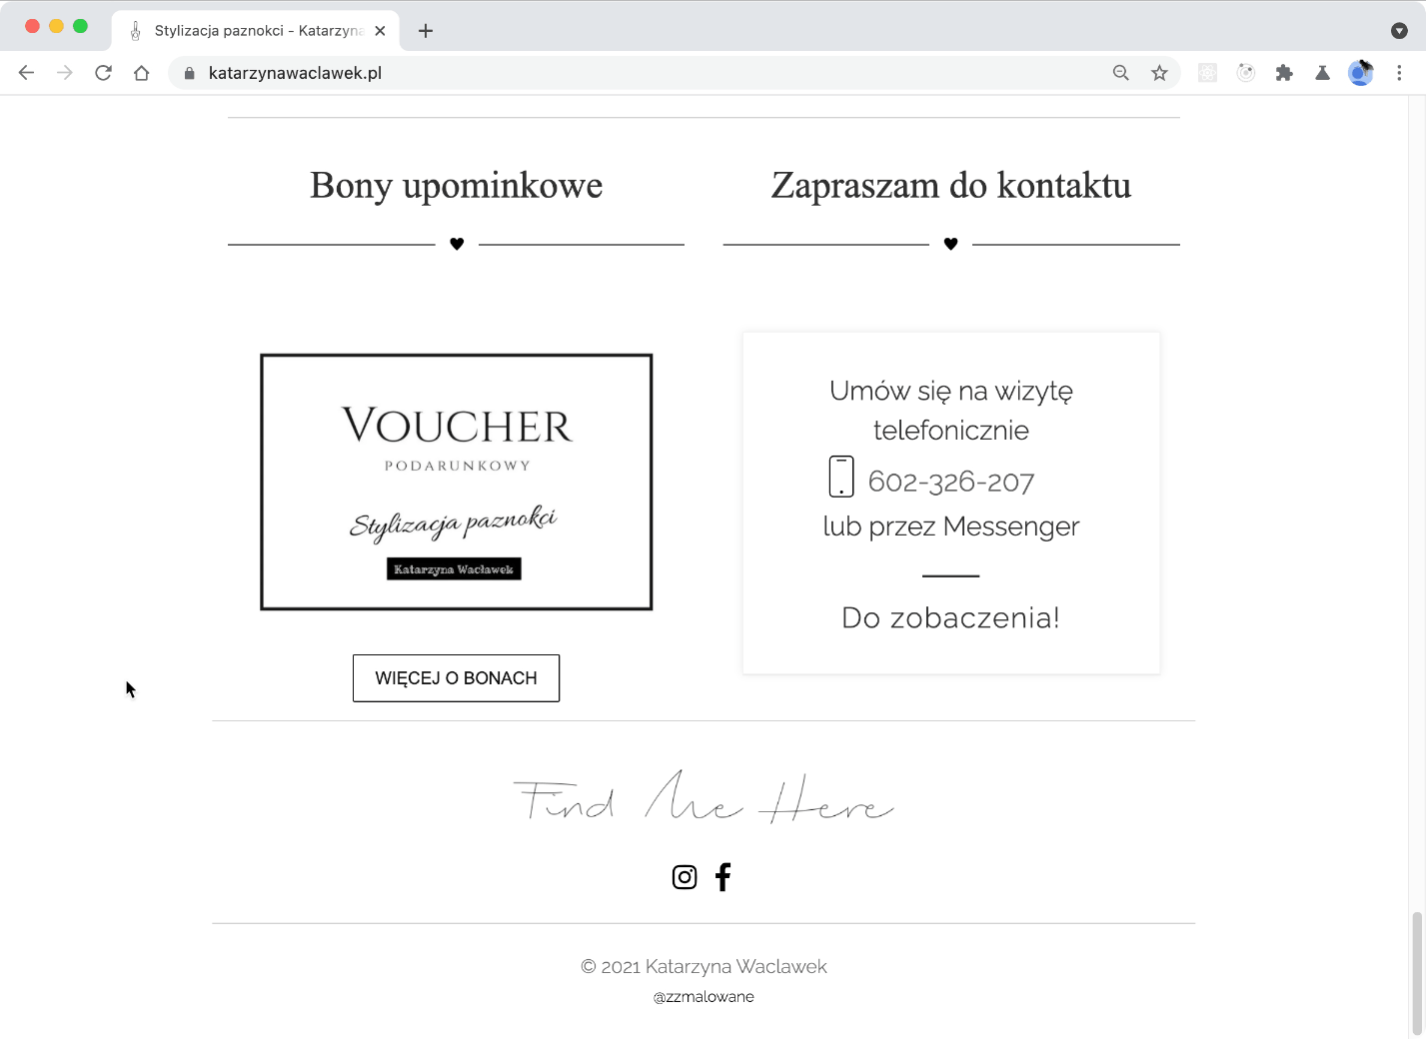 Stylizacja paznokci - Katarzyna
katarzynawaclawek.pl
Bony upominkowe
Zapraszam do kontaktu
VOUCHER
PODARUNKOWY
Stylizacja paznokci
Katarzyna Wacławek
WIĘCEJ O BONACH
Umów się na wizytę
telefonicznie
602-326-207
lub przez Messenger
Do zobaczenia!
Find Me Here
© 2021 Katarzyna Waclawek
@zzmalowane